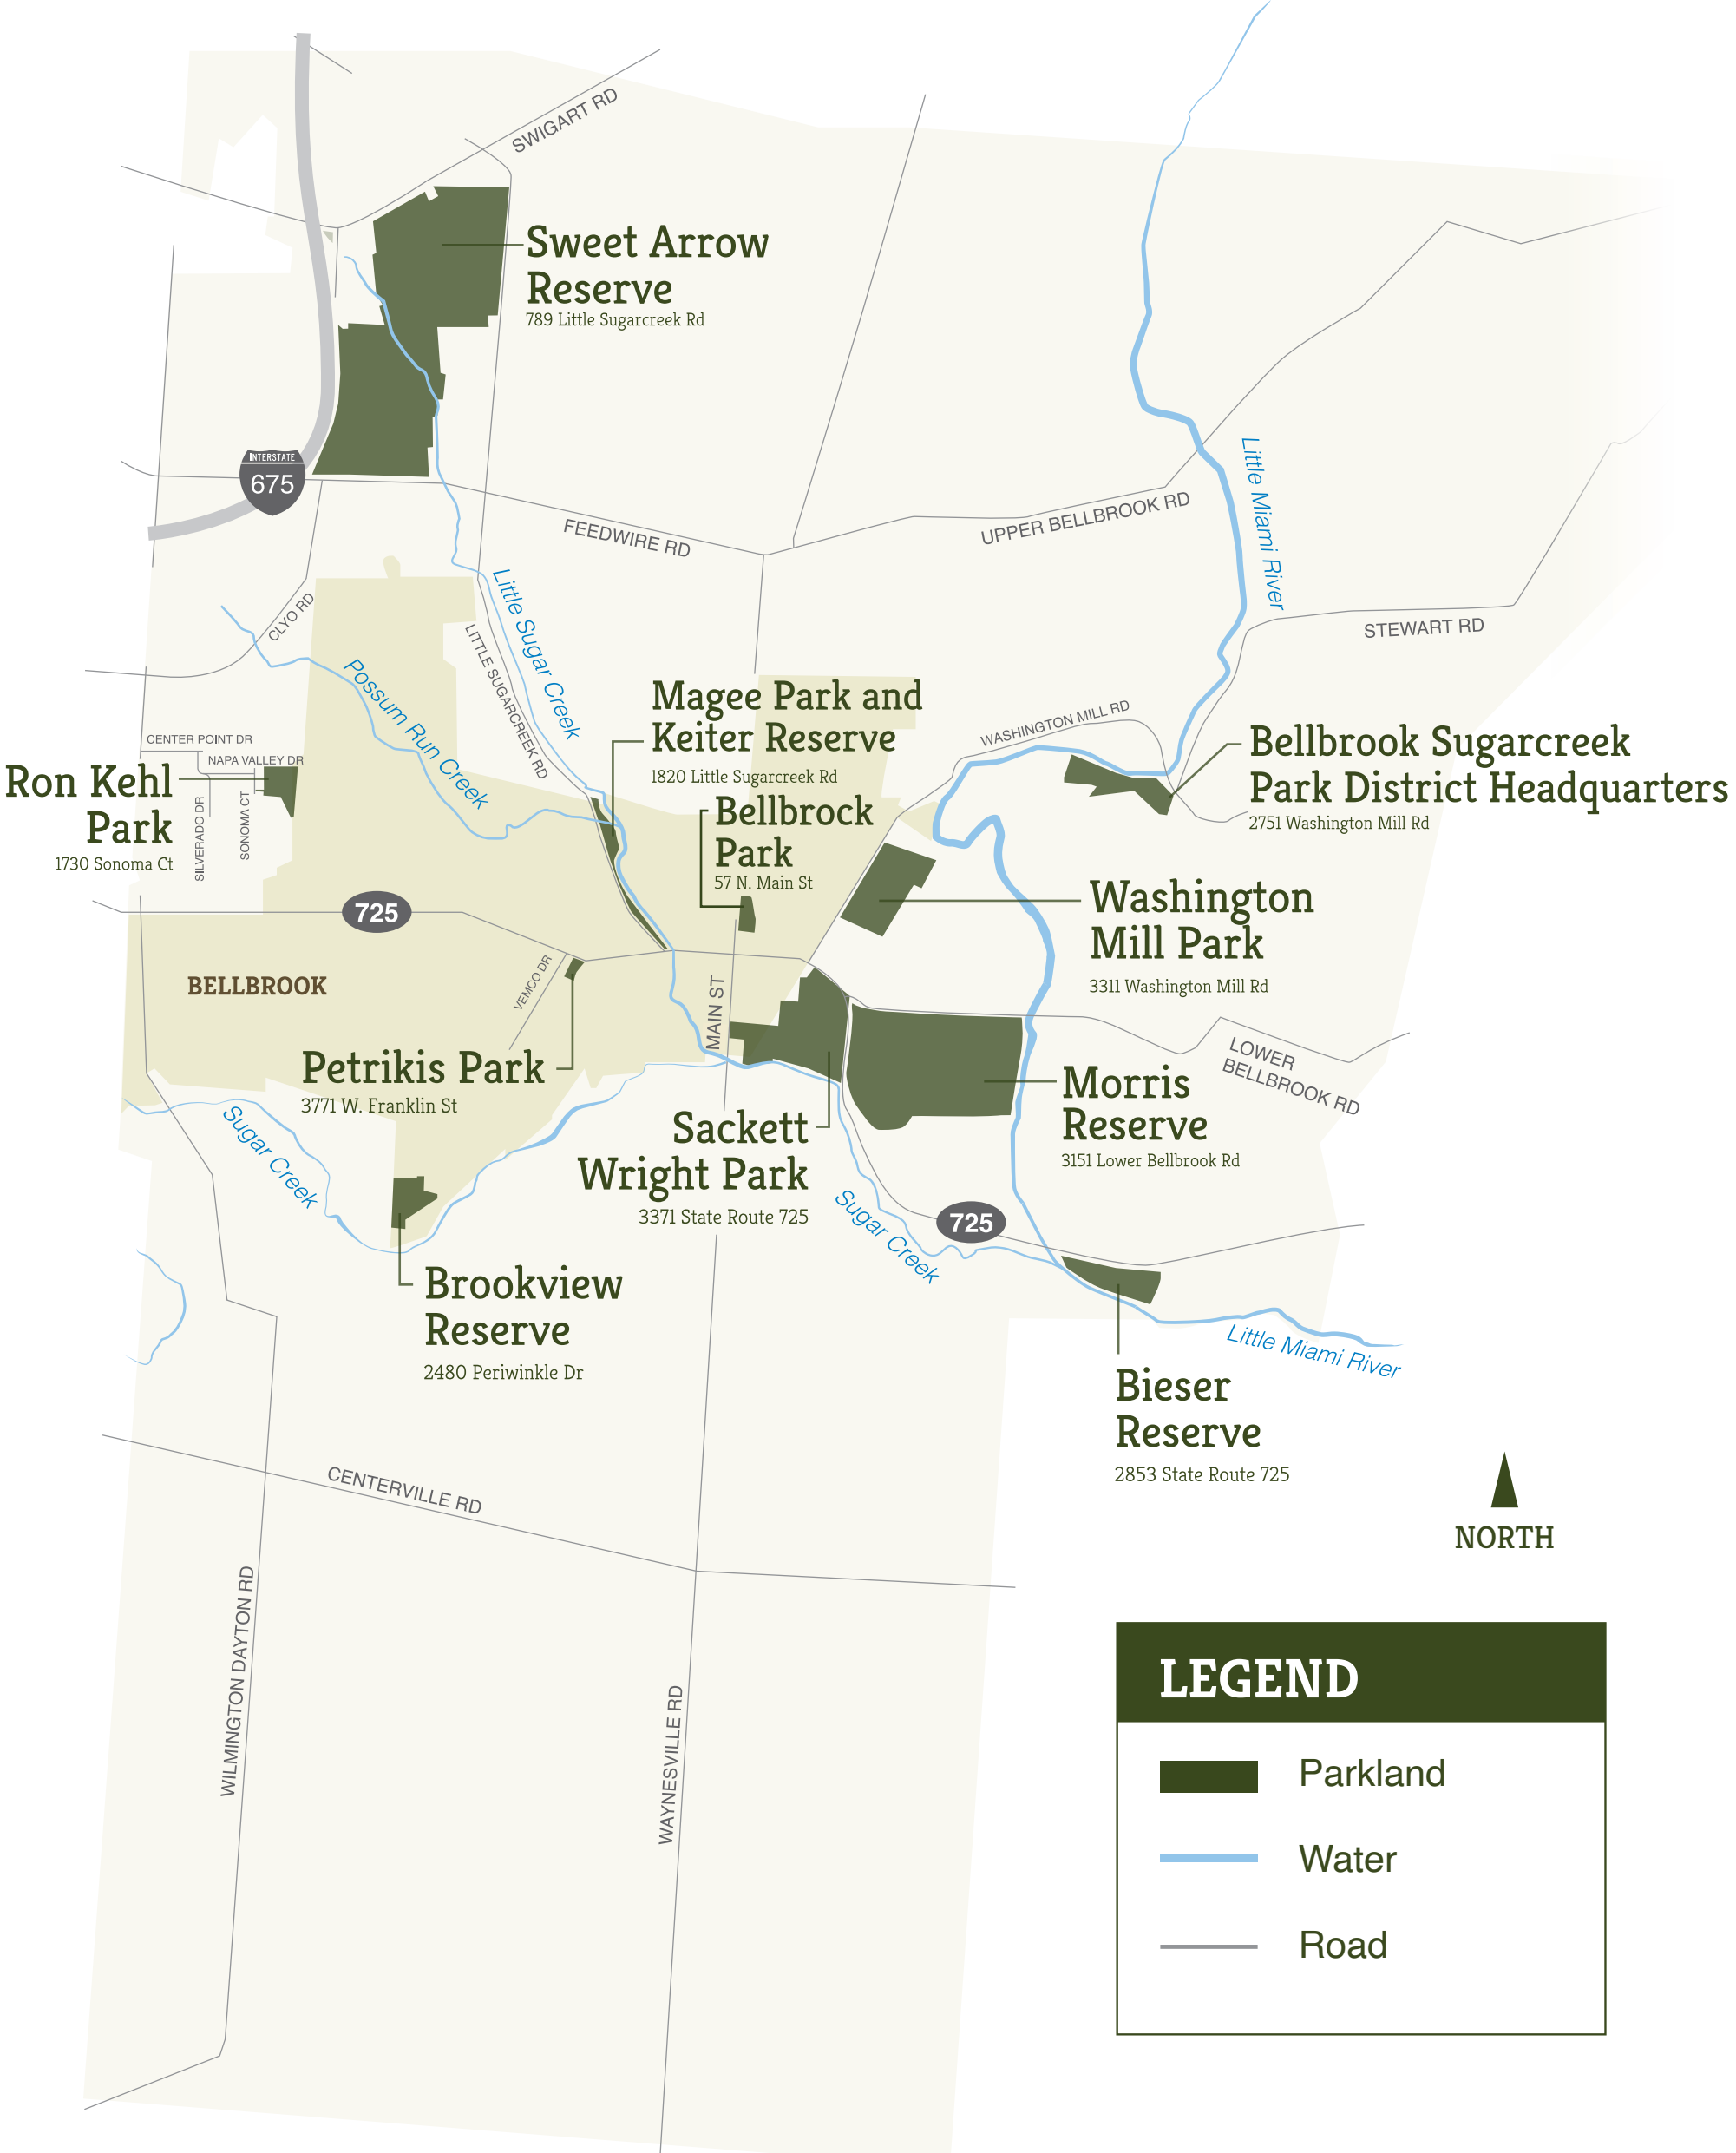 SWIGART RD
Sweet Arrow
Reserve
789 Little Sugarcreek Rd
INTERSTATE
675
FEEDWIRE RD
UPPER BELLBROOK RD
Little Miami River
CLYO RD
Little Sugar Creek
LITTLE SUGARCREEK RD
STEWART RD
Possum Run Creek
Magee Park and
Keiter Reserve
1820 Little Sugarcreek Rd
WASHINGTON MILL RD
Bellbrook Sugarcreek
Park District Headquarters
2751 Washington Mill Rd
CENTER POINT DR
NAPA VALLEY DR
Ron Kehl
Park
1730 Sonoma Ct
SILVERADO DR
SONOMA CT
Bellbrock
Park
57 N. Main St
Washington
Mill Park
3311 Washington Mill Rd
725
BELLBROOK
VEMCO DR
MAIN ST
Petrikis Park
3771 W. Franklin St
LOWER
BELLBROOK RD
Morris
Reserve
3151 Lower Bellbrook Rd
Sugar Creek
Sackett
Wright Park
3371 State Route 725
Sugar Creek
725
Brookview
Reserve
2480 Periwinkle Dr
Little Miami River
Bieser
Reserve
2853 State Route 725
CENTERVILLE RD
NORTH
WILMINGTON DAYTON RD
WAYNESVILLE RD
LEGEND
Parkland
Water
Road